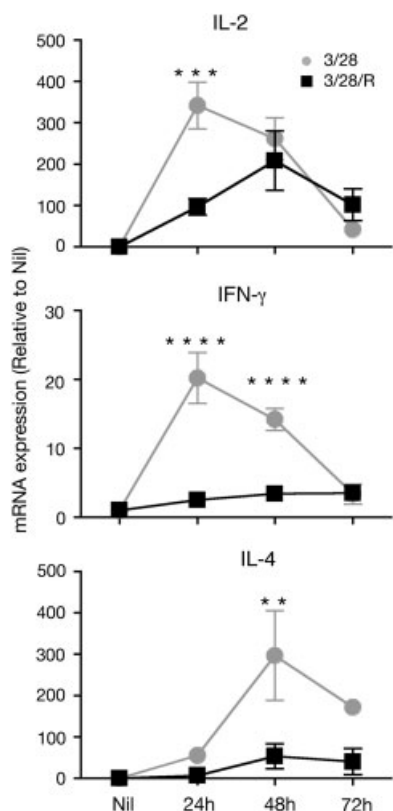 IL-2
3/28
3/28/R
* * *
500
400
300
200
100
0
mRNA expression (Relative to Nil)
IFN-γ
* * * *
* * * *
30
20
10
0
IL-4
* *
500
400
300
200
100
0
Nil 24h 48h 72h